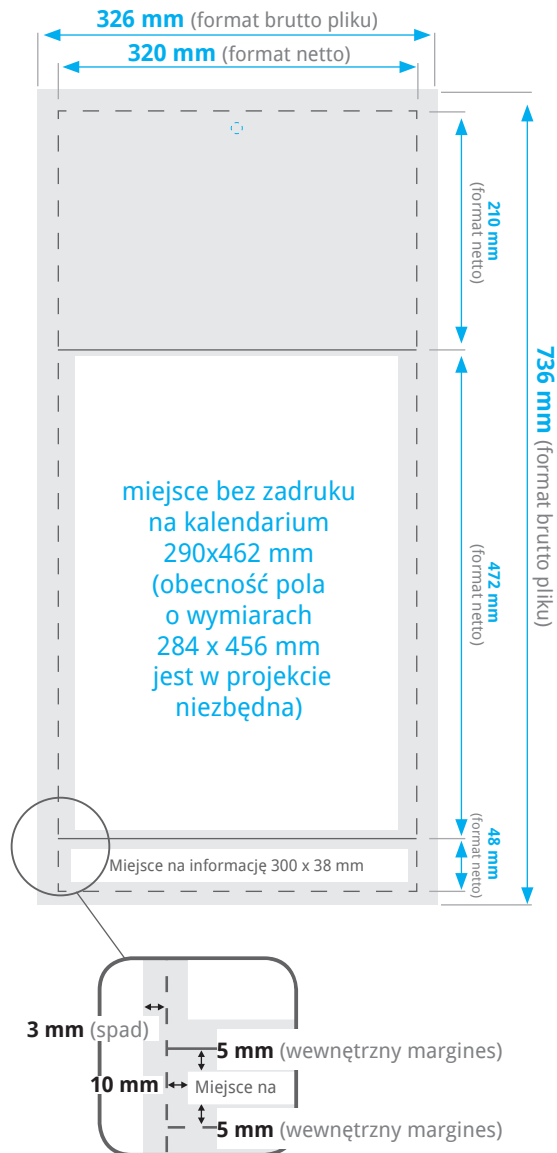 326 mm (format brutto pliku)
320 mm (format netto)
210 mm
(format netto)
736 mm (format brutto pliku)
miejsce bez zadruku
na kalendarium
290x462 mm
(obecność pola
o wymiarach
284 x 456 mm
jest w projekcie
niezbędna)
472 mm
(format netto)
48 mm
(format netto)
Miejsce na informację 300 x 38 mm
3 mm (spad)
5 mm (wewnętrzny margines)
10 mm
Miejsce na
5 mm (wewnętrzny margines)